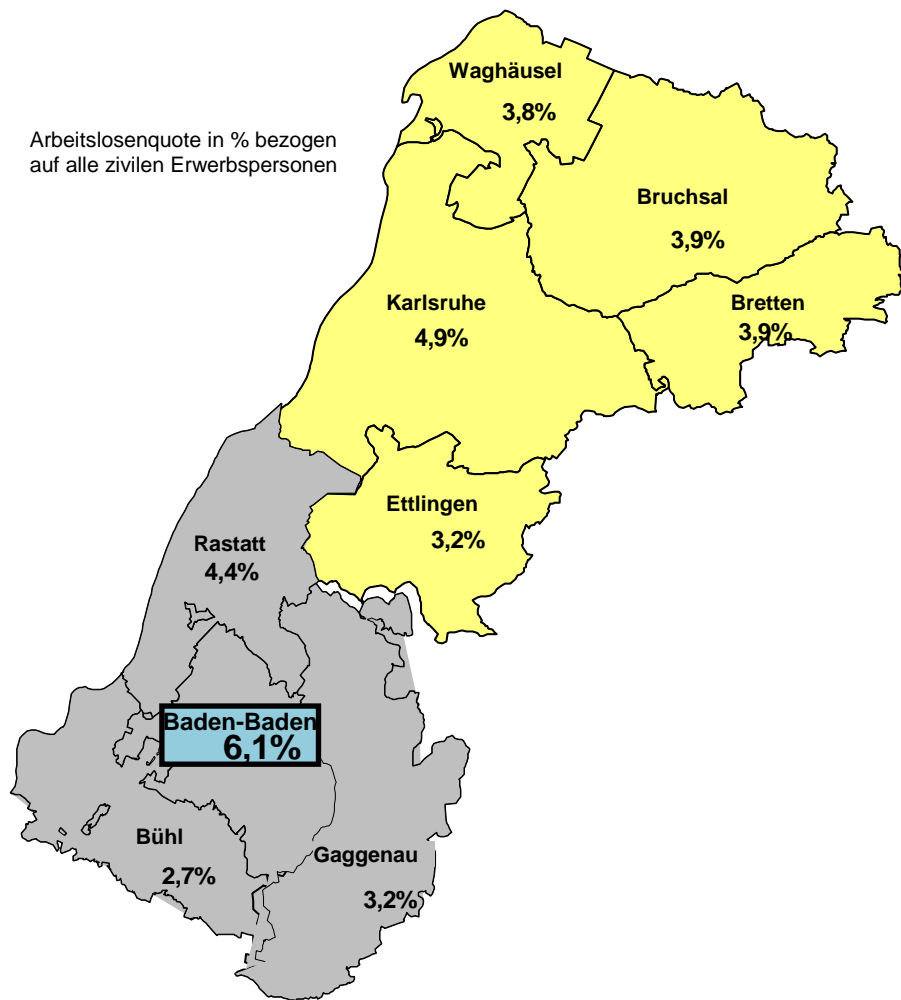 Waghäusel
3,8%
Arbeitslosenquote in % bezogen
auf alle zivilen Erwerbspersonen
Bruchsal
3,9%
Karlsruhe
4,9%
Bretten
3,9%
Ettlingen
3,2%
Rastatt
4,4%
Baden-Baden
6,1%
Bühl
2,7%
Gaggenau
3,2%